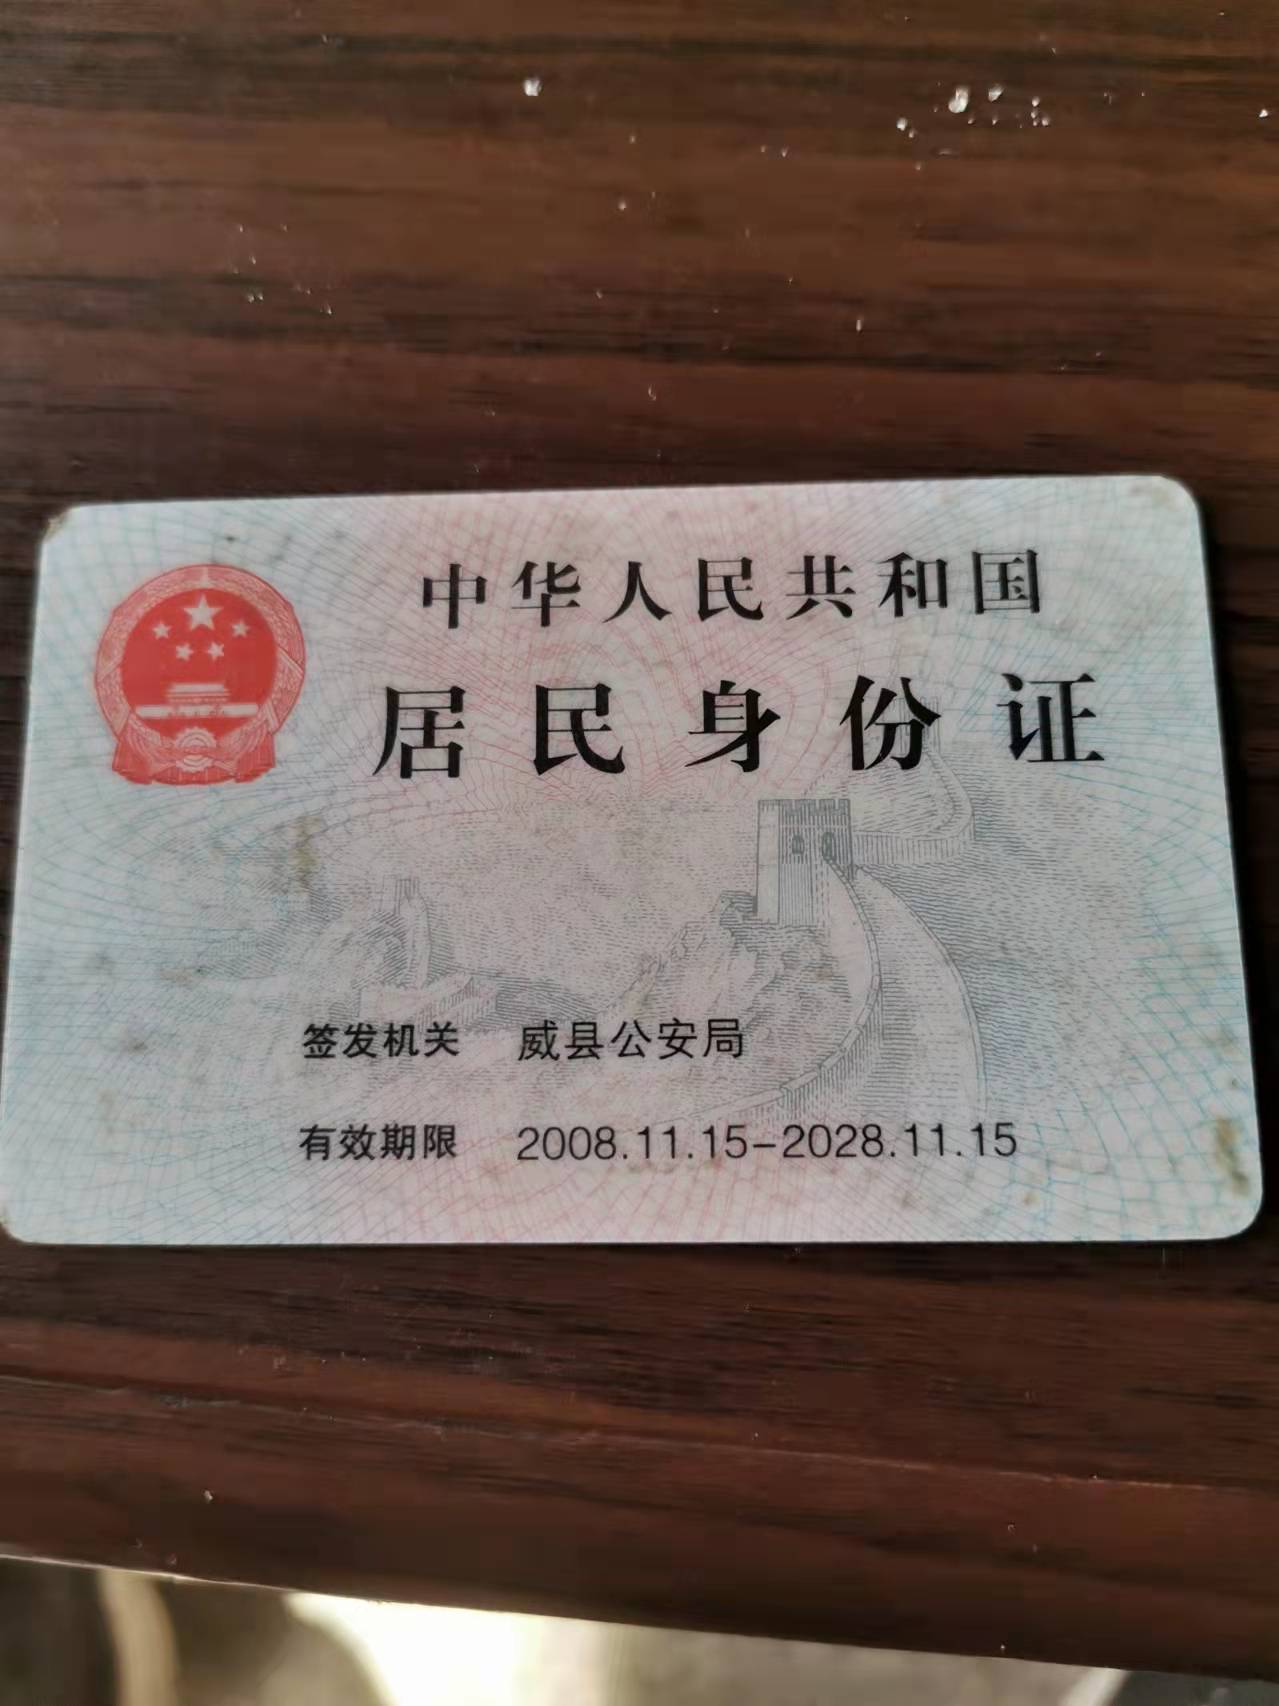 中华人民共和国
居民身份证
签发机关 威县公安局
有效期限 2008.11.15-2028.11.15